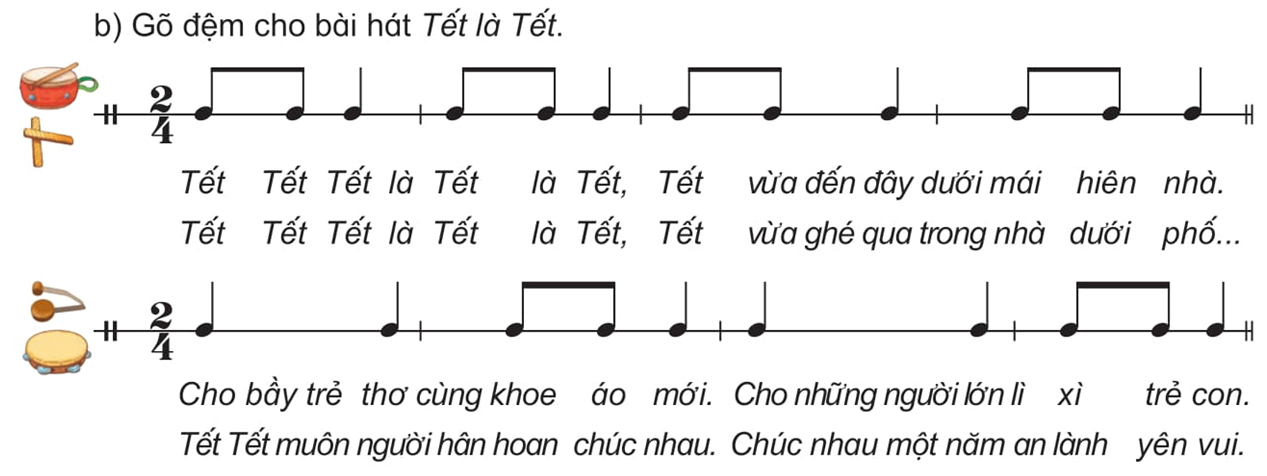 b) Gõ đệm cho bài hát Tết là Tết.
2
4
Tết Tết Tết là Tết là Tết, Tết vừa đến đây dưới mái hiên nhà.
Tết Tết Tết là Tết là Tết, Tết vừa ghé qua trong nhà dưới phố...
2
4
Cho bầy trẻ thơ cùng khoe áo mới. Cho những người lớn lì xì trẻ con.
Tết Tết muôn người hân hoan chúc nhau. Chúc nhau một năm an lành yên vui.